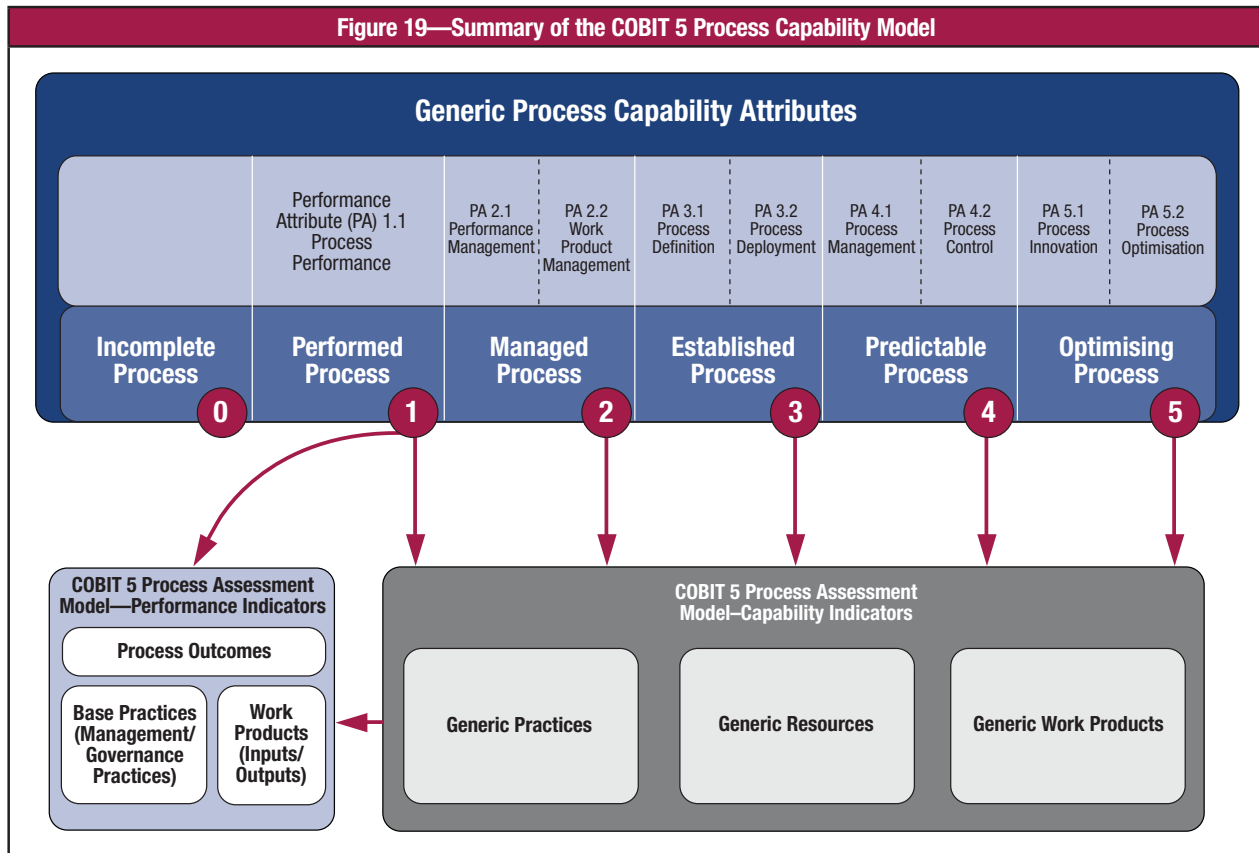 Figure 19—Summary of the COBIT 5 Process Capability Model
Generic Process Capability Attributes
Performance
Attribute (PA) 1.1
Process
Performance
PA 2.1
Performance
Management
PA 2.2
Work
Product
Management
PA 3.1
Process
Definition
PA 3.2
Process
Deployment
PA 4.1
Process
Management
PA 4.2
Process
Control
PA 5.1
Process
Innovation
PA 5.2
Process
Optimisation
Incomplete
Process
0
Performed
Process
1
Managed
Process
2
Established
Process
3
Predictable
Process
4
Optimising
Process
5
COBIT 5 Process Assessment
Model—Performance Indicators
Process Outcomes
Base Practices
(Management/
Governance
Practices)
Work
Products
(Inputs/
Outputs)
COBIT 5 Process Assessment
Model–Capability Indicators
Generic Practices
Generic Resources
Generic Work Products